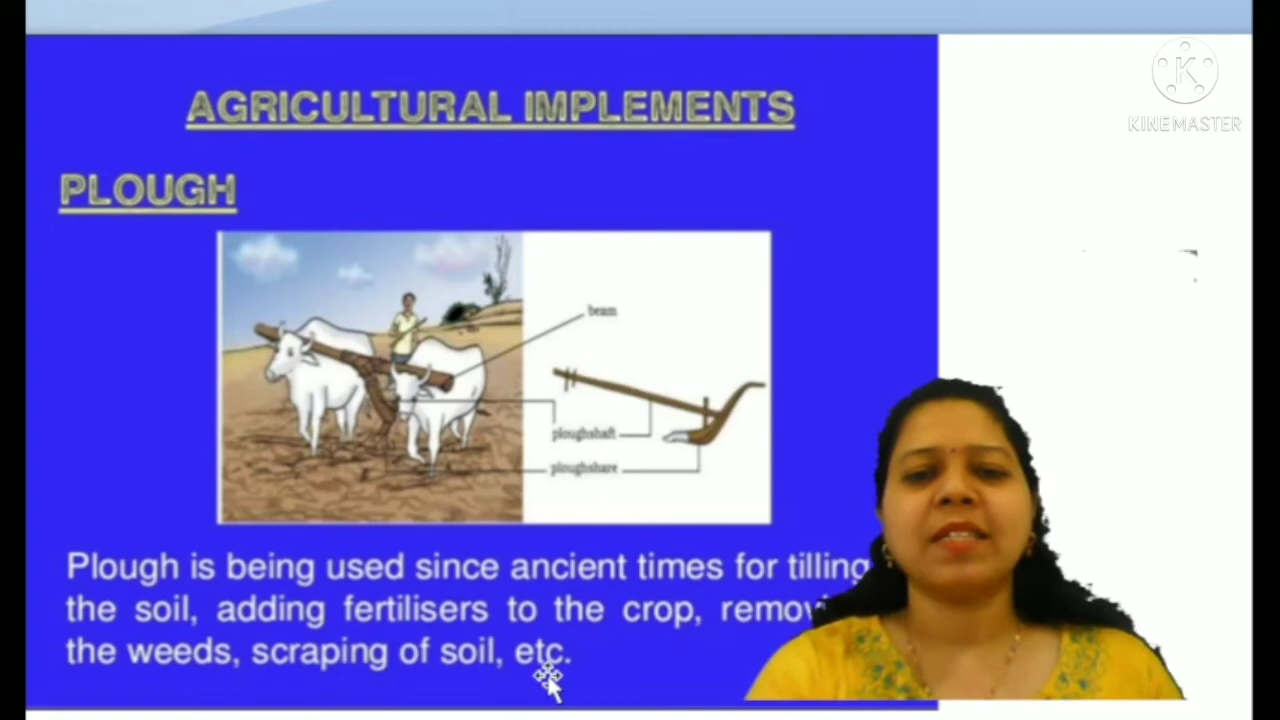 AGRICULTURAL IMPLEMENTS
KINEMASTER
PLOUGH
beam
ploughshaft
ploughshare
Plough is being used since ancient times for tilling
the soil, adding fertilisers to the crop, remov
the weeds, scraping of soil, etc.